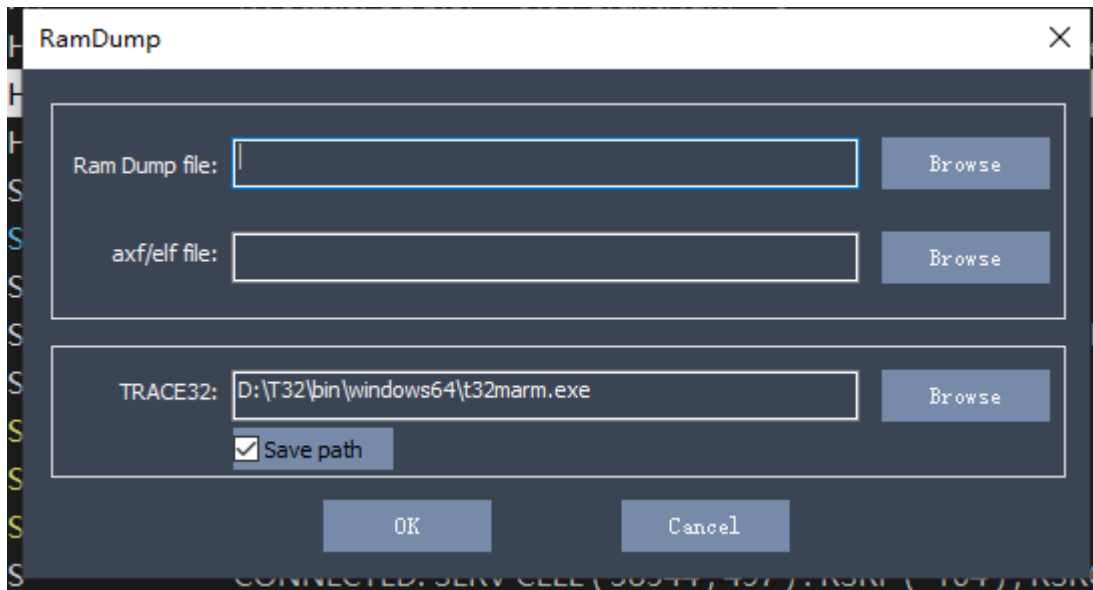 RamDump
Ram Dump file:
Browse
axf/elf file:
Browse
TRACE32:
D:\T32\bin\windows64\t32marm.exe
Browse
Save path
OK
Cancel